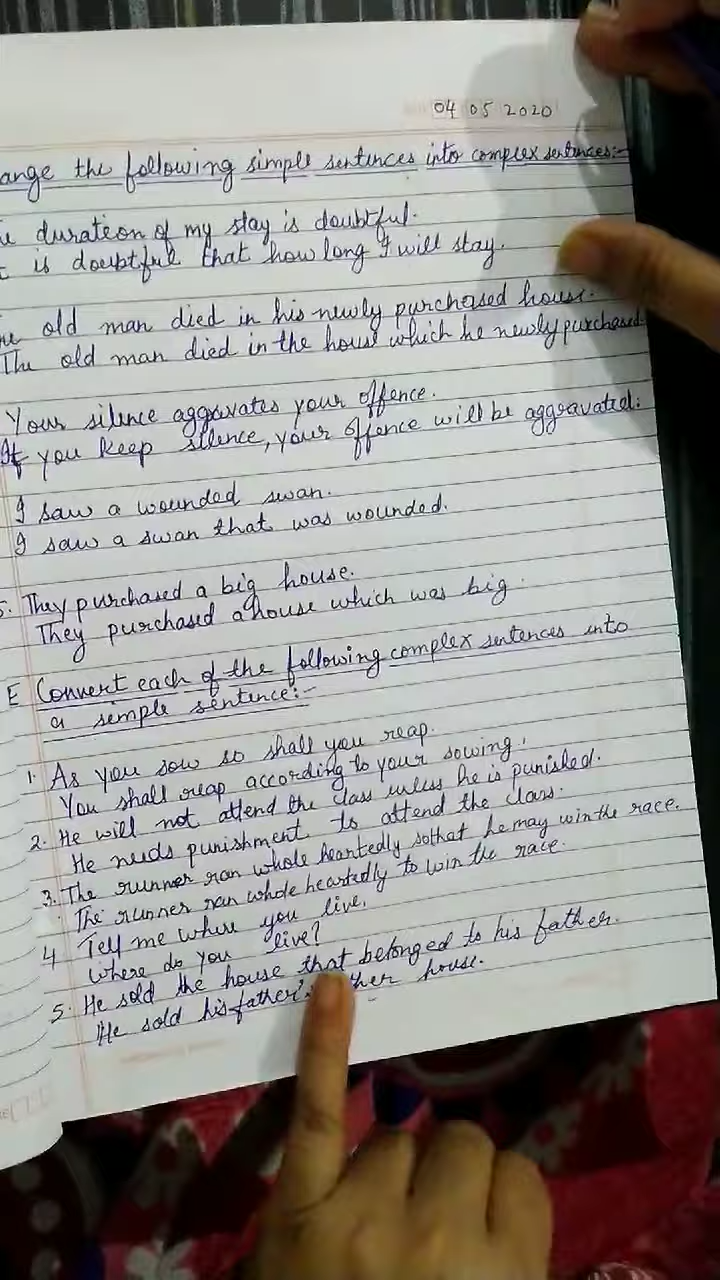 04 05 2020
ange the following simple sentences into complex sentences:-
e duration of my stay is doubtful.
t is doubtful that how long I will stay.
he old man died in his newly purchased house.
The old man died in the house which he newly purchased
Your silence aggravates your offence.
If you keep silence, your offence will be aggravated.
I saw a wounded swan.
I saw a swan that was wounded.
5. They purchased a big house.
They purchased a house which was big.
E Convert each of the following complex sentences into
a simple sentence:-
1. As you sow so shall you reap.
You shall reap according to your sowing.
2. He will not attend the class unless he is punished.
He needs punishment to attend the class.
3. The runner ran whole heartedly so that he may win the race.
The runner ran whole heartedly to win the race.
4 Tell me where you live.
Where do you live?
5. He sold the house that belonged to his father.
He sold his father's house.